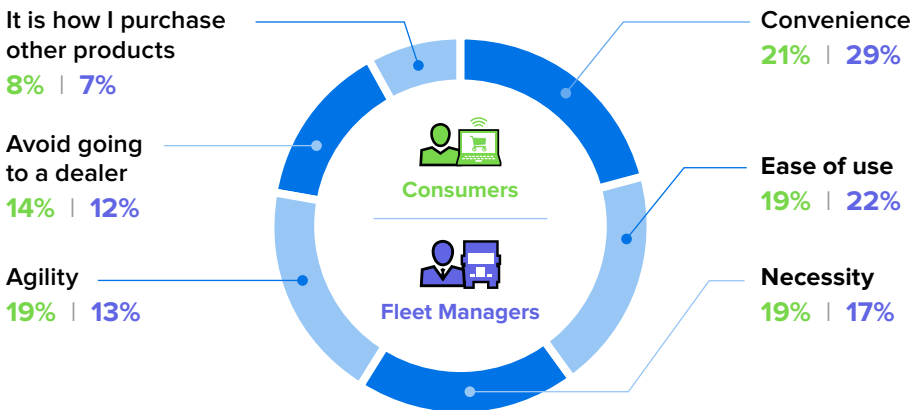 It is how I purchase
other products
8% | 7%
Convenience
21% | 29%
Avoid going
to a dealer
14% | 12%
Consumers
Ease of use
19% | 22%
Agility
19% | 13%
Fleet Managers
Necessity
19% | 17%